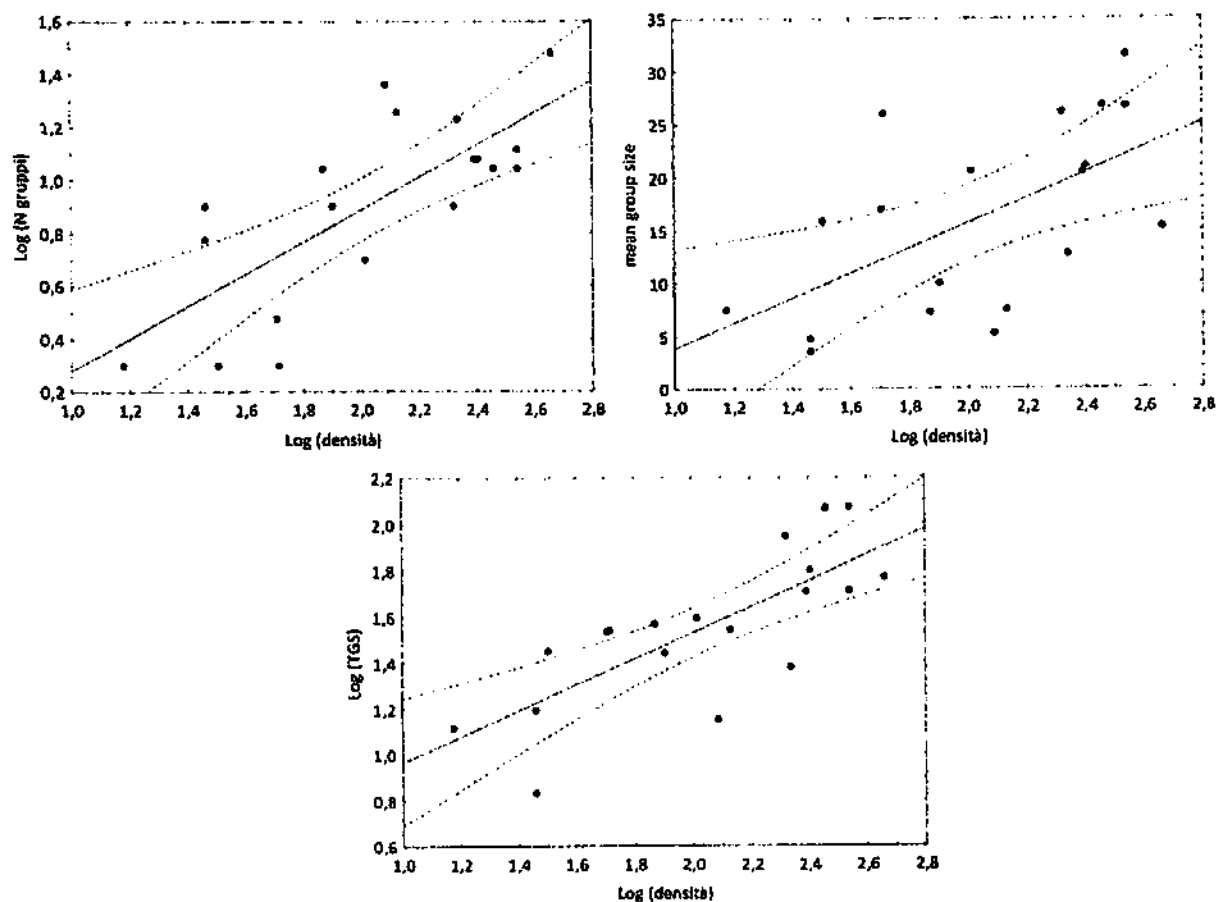 1,6
1,4
1,2
1,0
0,8
0,6
0,4
0,2
Log (N gruppi)
1,0 1,2 1,4 1,6 1,8 2,0 2,2 2,4 2,6 2,8
Log (densità)
35
30
25
20
15
10
5
0
mean group size
1,0 1,2 1,4 1,6 1,8 2,0 2,2 2,4 2,6 2,8
Log (densità)
2,2
2,0
1,8
1,6
1,4
1,2
1,0
0,8
0,6
Log (TGS)
1,0 1,2 1,4 1,6 1,8 2,0 2,2 2,4 2,6 2,8
Log (densità)